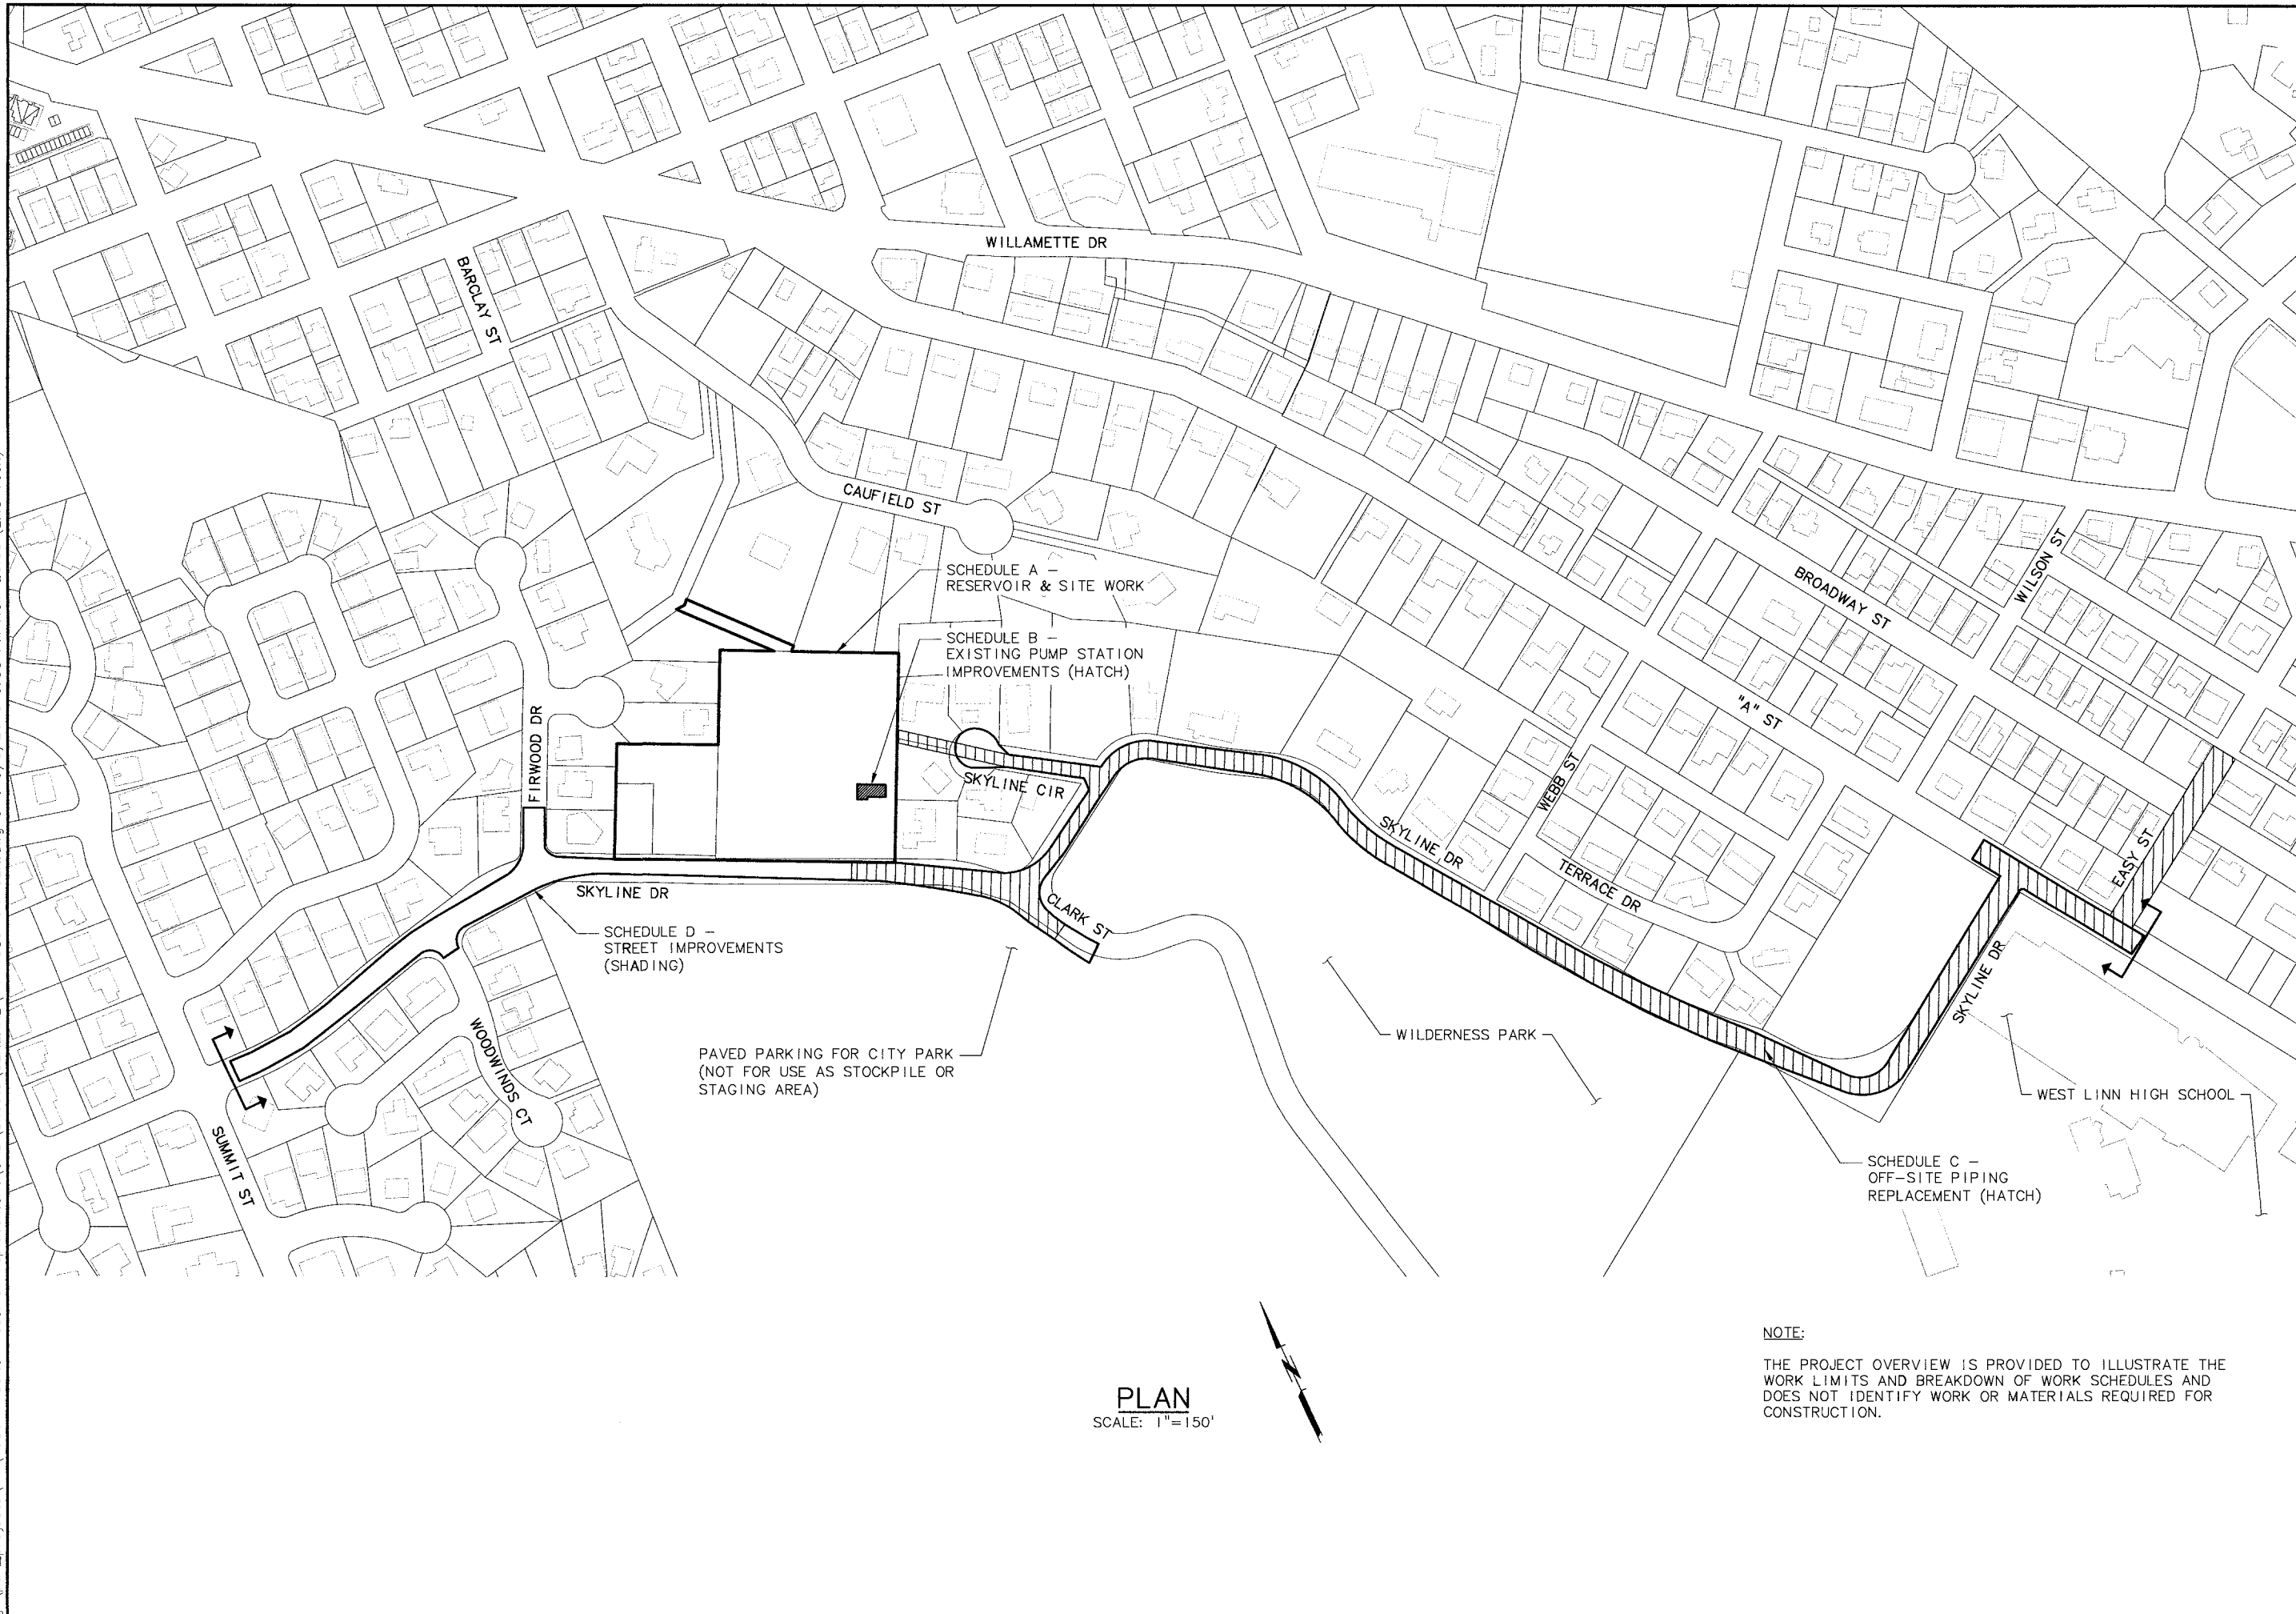 WILLAMETTE DR
BARCLAY ST
CAUFIELD ST
SCHEDULE A –
RESERVOIR & SITE WORK
SCHEDULE B –
EXISTING PUMP STATION
IMPROVEMENTS (HATCH)
WILSON ST
BROADWAY ST
"A" ST
FIRWOOD DR
SKYLINE CIR
WEBB ST
SKYLINE DR
TERRACE DR
EASY ST
SKYLINE DR
CLARK ST
SCHEDULE D –
STREET IMPROVEMENTS
(SHADING)
SKYLINE DR
WOODWINDS CT
PAVED PARKING FOR CITY PARK
(NOT FOR USE AS STOCKPILE OR
STAGING AREA)
WILDERNESS PARK
WEST LINN HIGH SCHOOL
SUMMIT ST
SCHEDULE C –
OFF-SITE PIPING
REPLACEMENT (HATCH)
N
PLAN
SCALE: 1"=150'
NOTE:
THE PROJECT OVERVIEW IS PROVIDED TO ILLUSTRATE THE
WORK LIMITS AND BREAKDOWN OF WORK SCHEDULES AND
DOES NOT IDENTIFY WORK OR MATERIALS REQUIRED FOR
CONSTRUCTION.